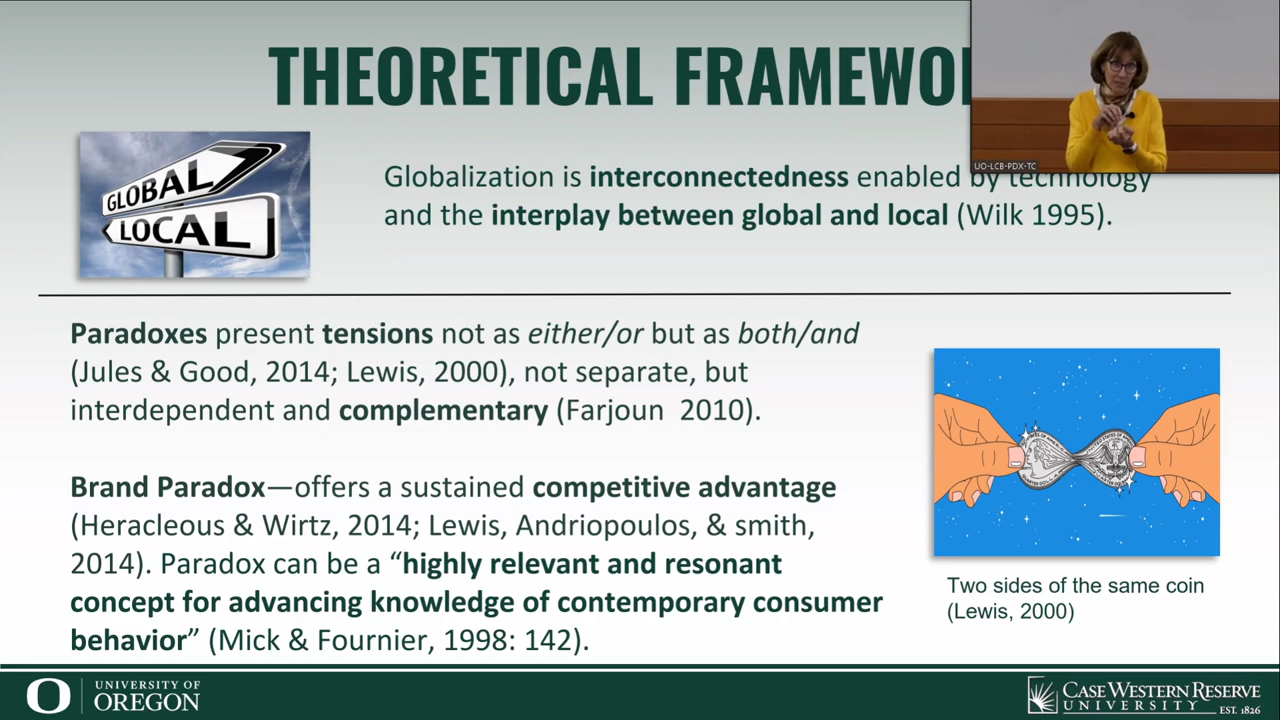 THEORETICAL FRAMEWO
UO-LCB-PDX-TC
GLOBAL
LOCAL
Globalization is interconnectedness enabled by technology
and the interplay between global and local (Wilk 1995).
Paradoxes present tensions not as either/or but as both/and
(Jules & Good, 2014; Lewis, 2000), not separate, but
interdependent and complementary (Farjoun  2010).
Brand Paradox—offers a sustained competitive advantage
(Heracleous & Wirtz, 2014; Lewis, Andriopoulos, & smith,
2014). Paradox can be a “highly relevant and resonant
concept for advancing knowledge of contemporary consumer
behavior” (Mick & Fournier, 1998: 142).
Two sides of the same coin
(Lewis, 2000)
O
UNIVERSITY OF
OREGON
CASE WESTERN RESERVE
UNIVERSITY
EST. 1826